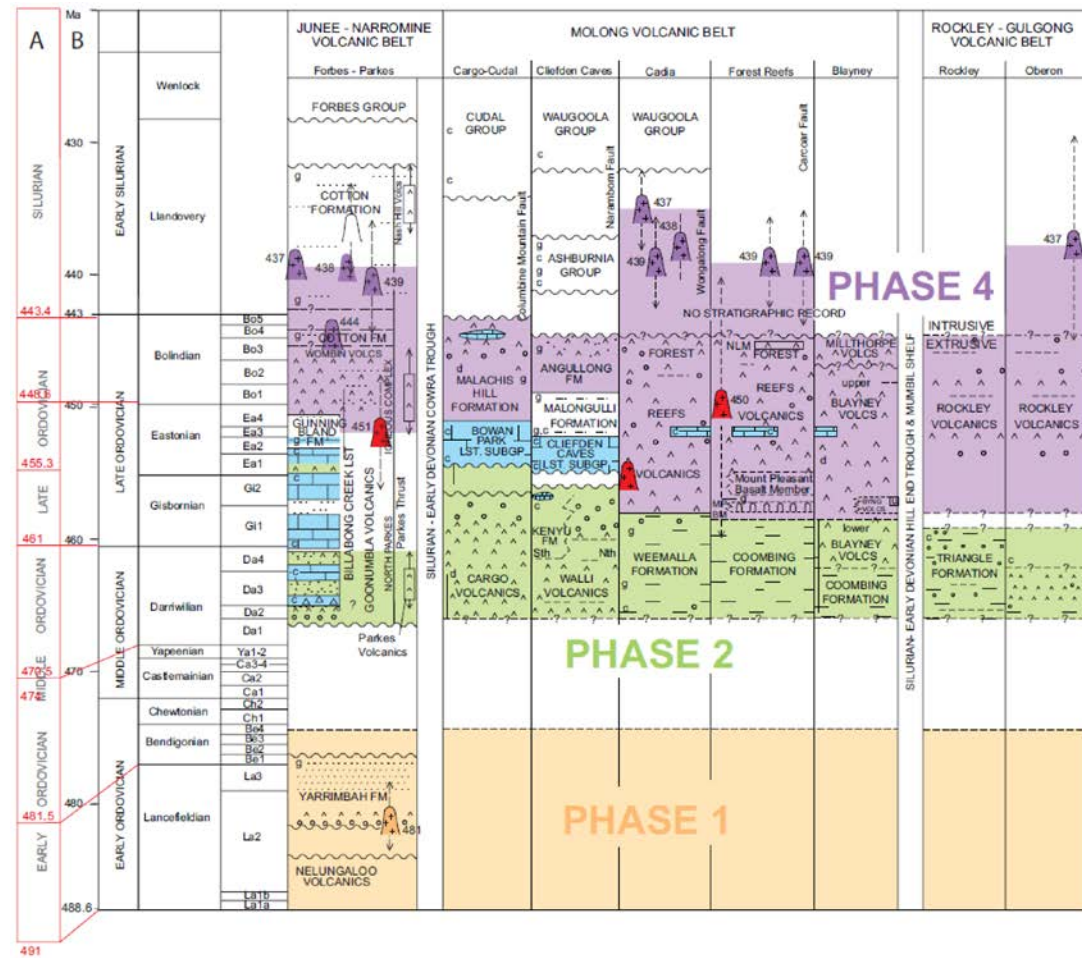 Ma
A
B
JUNEE - NARROMINE
VOLCANIC BELT
MOLONG VOLCANIC BELT
ROCKLEY - GULGONG
VOLCANIC BELT
Forbes - Parkes
Cargo-Cudal
Cliefden Caves
Cadia
Forest Reefs
Blayney
Rockley
Oberon
SILURIAN
LATE ORDOVICIAN
MIDDLE ORDOVICIAN
EARLY ORDOVICIAN
443.4
455.3
461
481.5
491
430
440
443
450
460
470
480
488.6
EARLY SILURIAN
LATE ORDOVICIAN
MIDDLE ORDOVICIAN
EARLY ORDOVICIAN
Wenlock
Llandovery
Bolindian
Eastonian
Gisbornian
Darriwilian
Yapeenian
Castlemainian
Chewtonian
Bendigonian
Lancefieldian
Bo5
Bo4
Bo3
Bo2
Bo1
Ea4
Ea3
Ea2
Ea1
Gi2
Gi1
Da4
Da3
Da2
Da1
Ya1-2
Ca3-4
Ca2
Ca1
Ch2
Ch1
Be4
Be3
Be2
Be1
La3
La2
La1b
La1a
FORBES GROUP
g
COTTON
FORMATION
Nash Hill Volcs
437
438
439
g
444
COTTON FM
WOMBIN VOLCS
GUNNING
BLAND
FM
451
BILLABONG CREEK LST
GOONUMBLA VOLCANICS
NORTH PARKES
IGNEOUS COMPLEX
Parkes Thrust
Parkes
Volcanics
g
YARRIMBAH FM
481
NELUNGALOO
VOLCANICS
SILURIAN - EARLY DEVONIAN COWRA TROUGH
CUDAL
GROUP
c
c
Columbine Mountain Fault
d
MALACHIS g
HILL
FORMATION
BOWAN
PARK
LST. SUBGP
c
d
CARGO
VOLCANICS
WAUGOOLA
GROUP
c
Narambon Fault
g
g
ASHBURNIA
GROUP
ANGULLONG
FM
g
MALONGULLI
FORMATION
g,c
CLIEFDEN
CAVES
LST SUBGP
KENYU
FM
Sth
Nth
WALLI
VOLCANICS
WAUGOOLA
GROUP
437
438
439
Wongalong Fault
FOREST
REEFS
VOLCANICS
WEEMALLA
FORMATION
g
c
Carcoar Fault
439
439
NO STRATIGRAPHIC RECORD
NLM
FOREST
450
REEFS
VOLCANICS
Mount Pleasant
Basalt Member
COOMBING
FORMATION
MILLTHORPE
VOLCS
upper
BLAYNEY
VOLCS
d
lower
BLAYNEY
VOLCS
COOMBING
FORMATION
SILURIAN- EARLY DEVONIAN HILL END TROUGH & MUMBIL SHELF
437
INTRUSIVE
EXTRUSIVE
ROCKLEY
VOLCANICS
TRIANGLE
FORMATION
ROCKLEY
VOLCANICS
PHASE 4
PHASE 2
PHASE 1